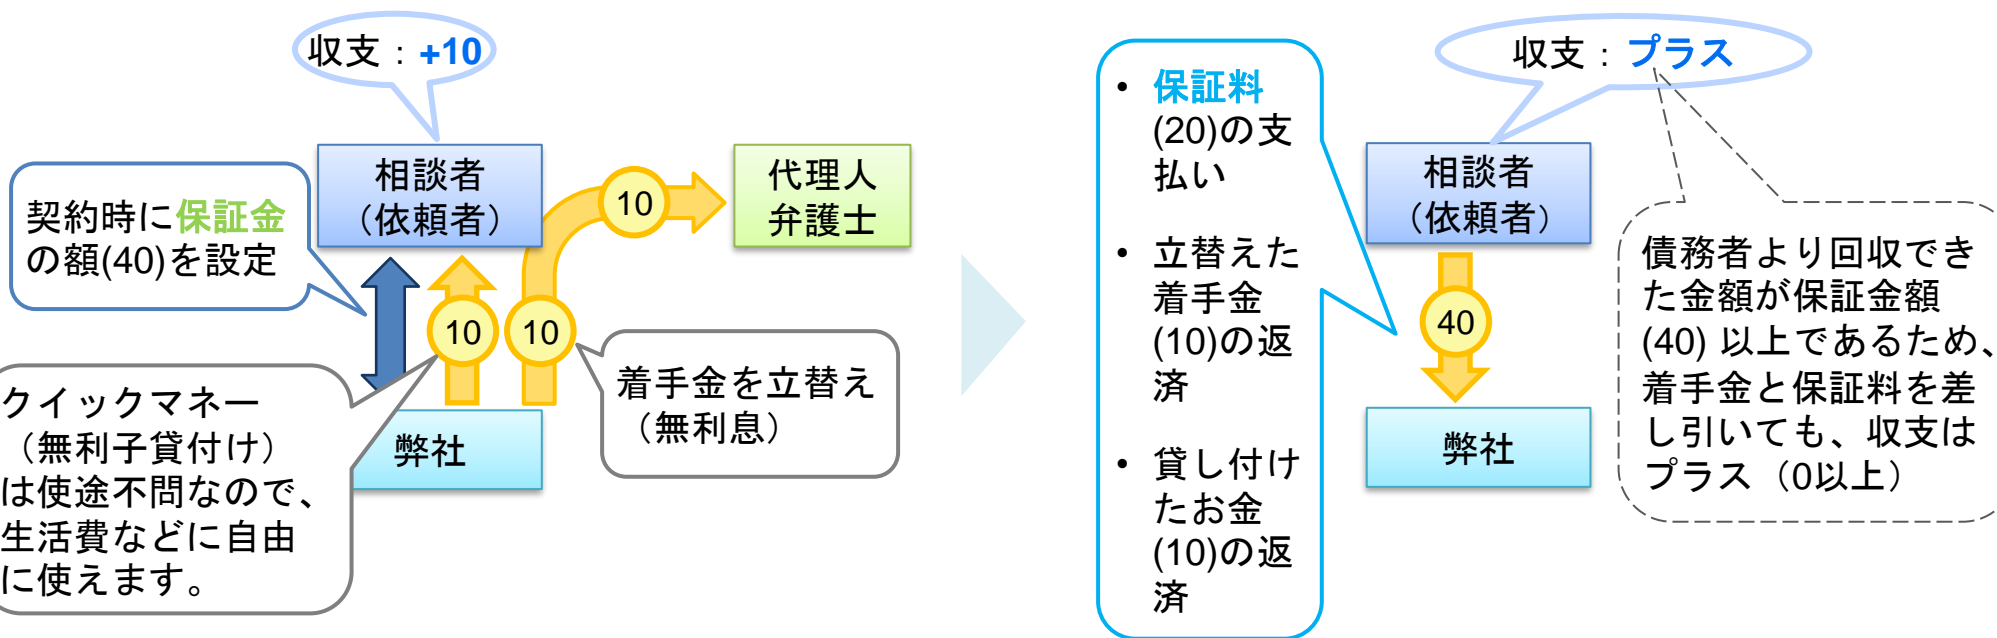 収支：+10
契約時に保証金
の額(40)を設定
相談者
（依頼者）
10
代理人
弁護士
10
10
クイックマネー
（無利子貸付け）
は使途不問なので、
生活費などに自由
に使えます。
弊社
着手金を立替え
（無利息）
• 保証料
(20)の支
払い
• 立替えた
着手金
(10)の返
済
• 貸し付け
たお金
(10)の返
済
収支：プラス
相談者
（依頼者）
40
弊社
債務者より回収でき
た金額が保証金額
(40) 以上であるため、
着手金と保証料を差
し引いても、収支は
プラス（0以上）